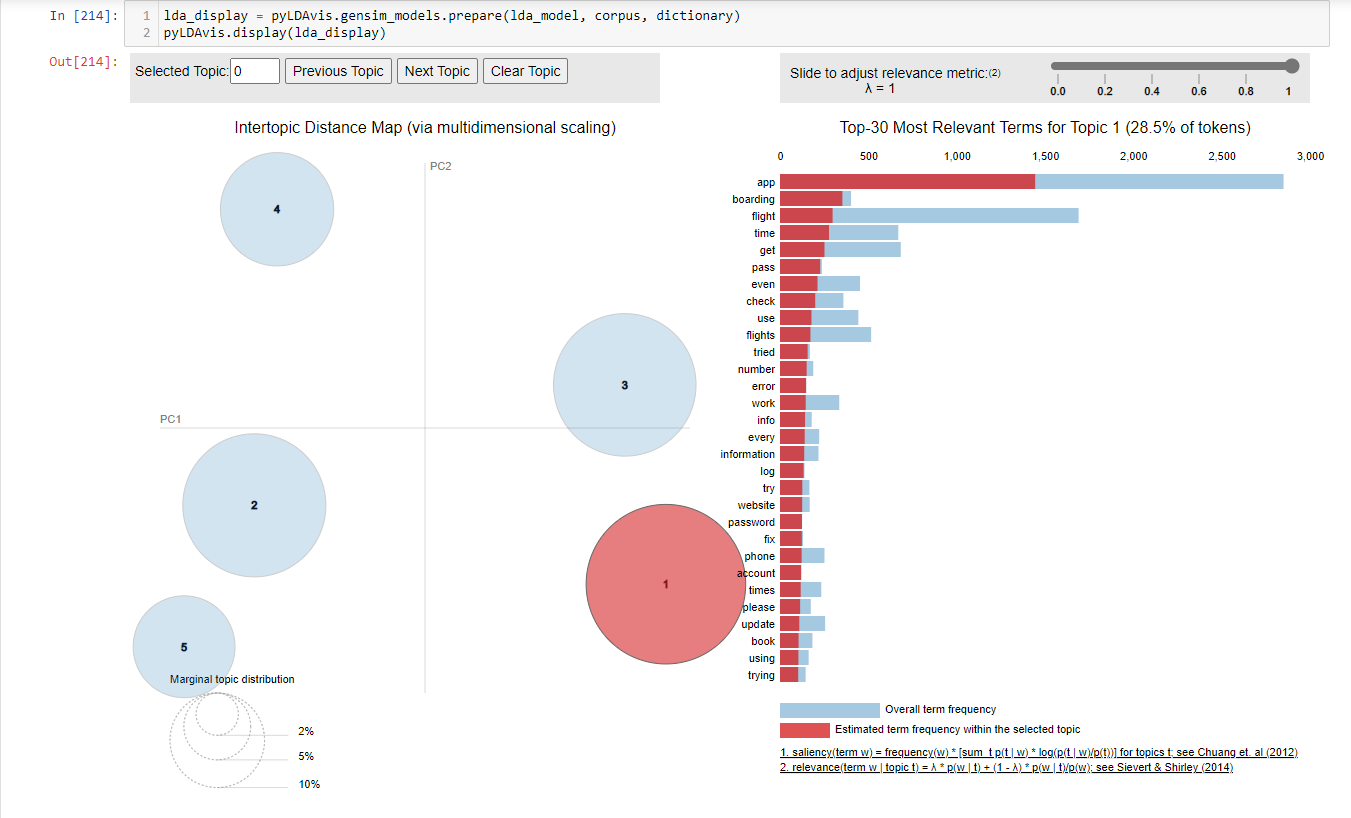 In [214]:
1 lda_display = pyLDAvis.gensim_models.prepare(lda_model, corpus, dictionary)
2 pyLDAvis.display(lda_display)
Out[214]:
Selected Topic: 0 Previous Topic Next Topic Clear Topic
Slide to adjust relevance metric:(2)
λ = 1
0.0 0.2 0.4 0.6 0.8 1
Intertopic Distance Map (via multidimensional scaling)
PC2
PC1
4
3
2
1
5
Marginal topic distribution
2%
5%
10%
Top-30 Most Relevant Terms for Topic 1 (28.5% of tokens)
0 500 1,000 1,500 2,000 2,500 3,000
app
boarding
flight
time
get
pass
even
check
use
flights
tried
number
error
work
info
every
information
log
try
website
password
fix
phone
account
times
please
update
book
using
trying
Overall term frequency
Estimated term frequency within the selected topic
1. saliency(term w) = frequency(w) * [sum_t p(t | w) * log(p(t | w)/p(t))] for topics t; see Chuang et. al (2012)
2. relevance(term w | topic t) = λ * p(w | t) + (1 - λ) * p(w | t)/p(w); see Sievert & Shirley (2014)